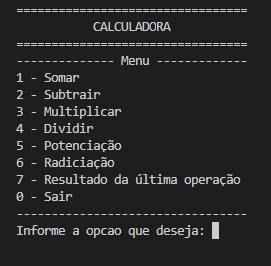 =================================
CALCULADORA
=================================
-------------- Menu -------------
1 - Somar
2 - Subtrair
3 - Multiplicar
4 - Dividir
5 - Potenciação
6 - Radiciação
7 - Resultado da última operação
0 - Sair
---------------------------------
Informe a opcao que deseja: